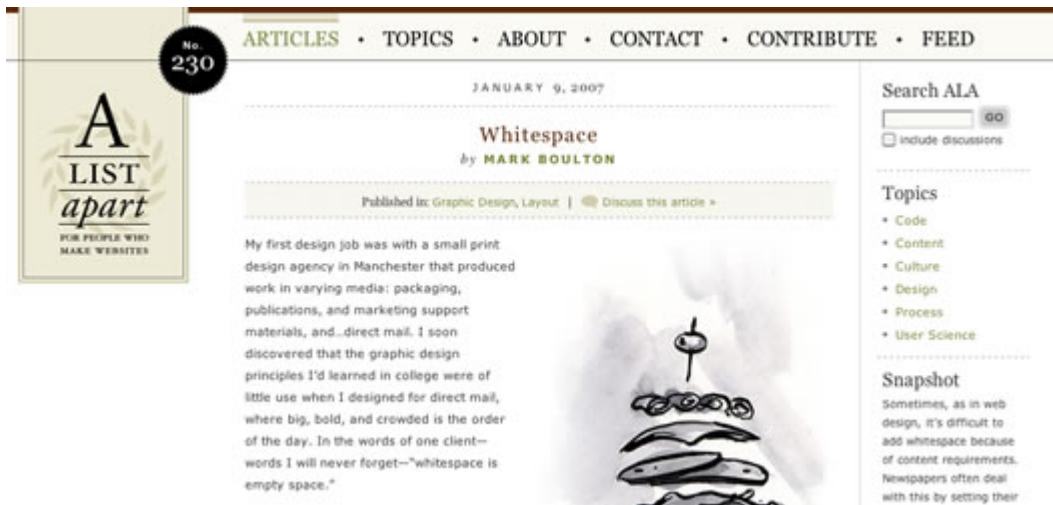 No.
230
A
LIST
apart
FOR PEOPLE WHO
MAKE WEBSITES
ARTICLES • TOPICS • ABOUT • CONTACT • CONTRIBUTE • FEED
JANUARY 9, 2007
Whitespace
by MARK BOULTON
Published in: Graphic Design, Layout | Discuss this article »
My first design job was with a small print
design agency in Manchester that produced
work in varying media: packaging,
publications, and marketing support
materials, and…direct mail. I soon
discovered that the graphic design
principles I'd learned in college were of
little use when I designed for direct mail,
where big, bold, and crowded is the order
of the day. In the words of one client—
words I will never forget—"whitespace is
empty space."
Search ALA
GO
include discussions
Topics
• Code
• Content
• Culture
• Design
• Process
• User Science
Snapshot
Sometimes, as in web
design, it's difficult to
add whitespace because
of content requirements.
Newspapers often deal
with this by setting their